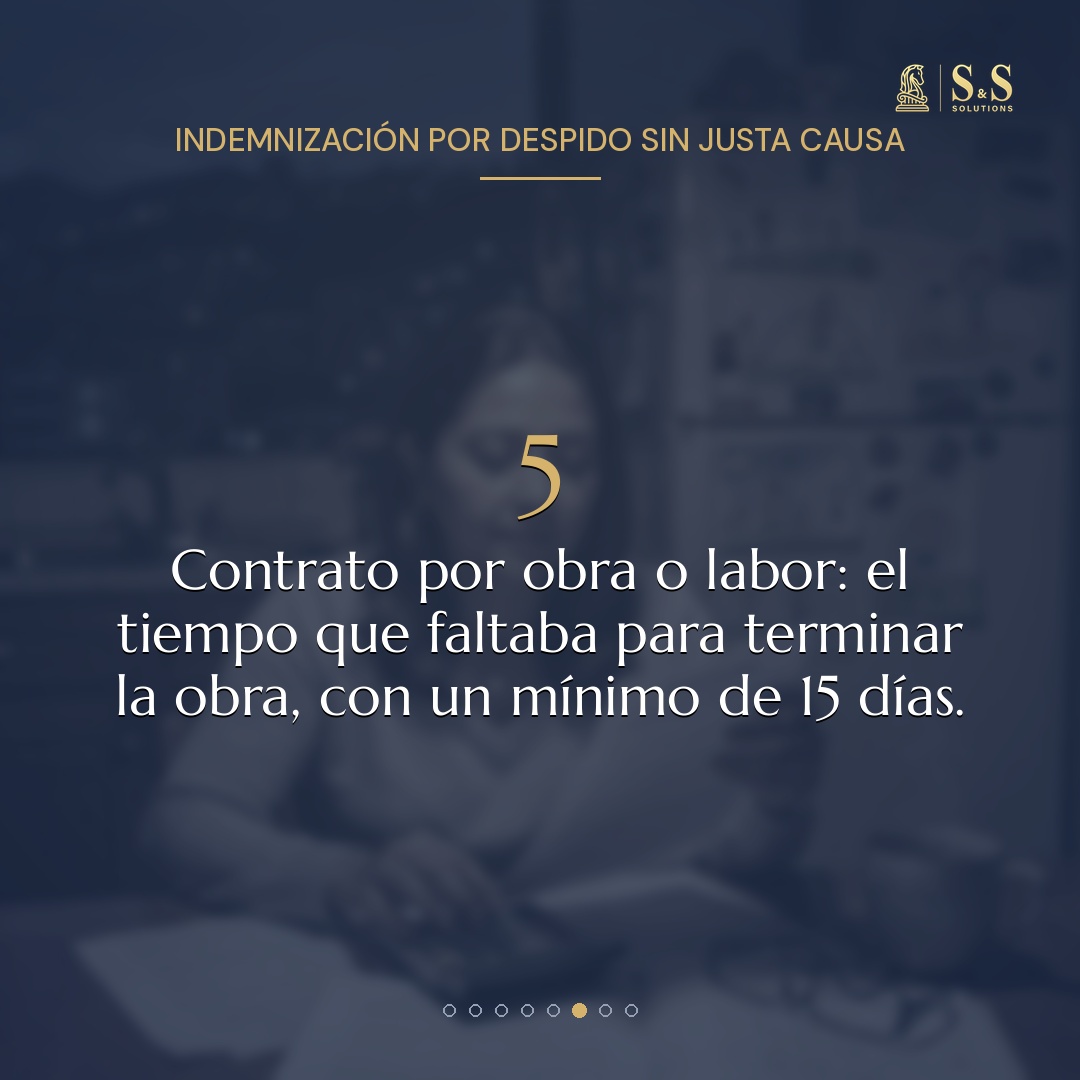 S&S
SOLUTIONS
INDEMNIZACIÓN POR DESPIDO SIN JUSTA CAUSA
5
Contrato por obra o labor: el
tiempo que faltaba para terminar
la obra, con un mínimo de 15 días.